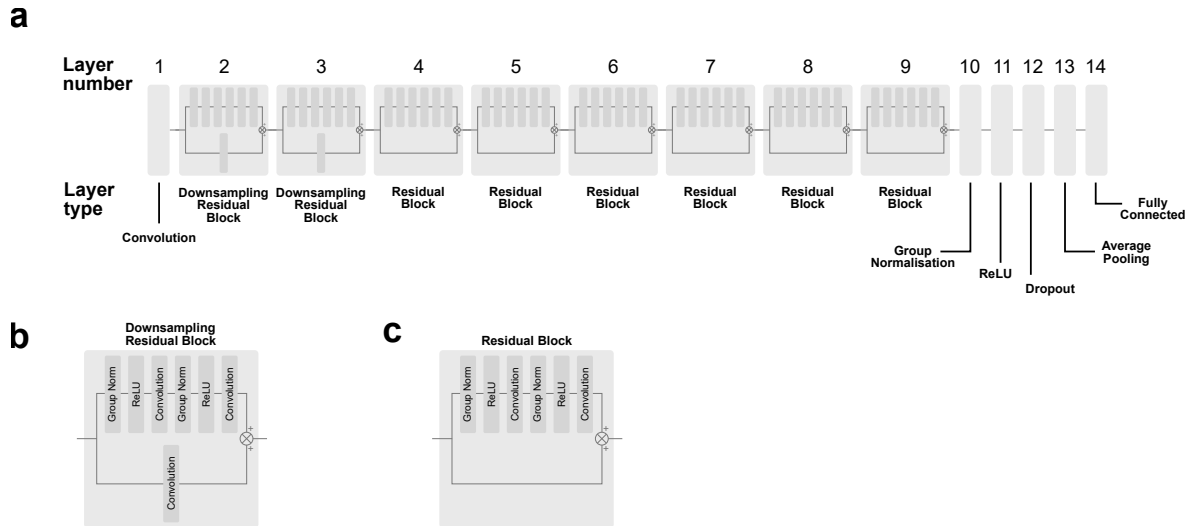 a
Layer
number
1 2 3 4 5 6 7 8 9 10 11 12 13 14
Layer
type
Convolution
Downsampling
Residual
Block
Downsampling
Residual
Block
Residual
Block
Residual
Block
Residual
Block
Residual
Block
Residual
Block
Residual
Block
Group
Normalisation
ReLU
Dropout
Average
Pooling
Fully
Connected
b
Downsampling
Residual Block
Group Norm
ReLU
Convolution
Group Norm
ReLU
Convolution
+
+
Convolution
c
Residual Block
Group Norm
ReLU
Convolution
Group Norm
ReLU
Convolution
+
+